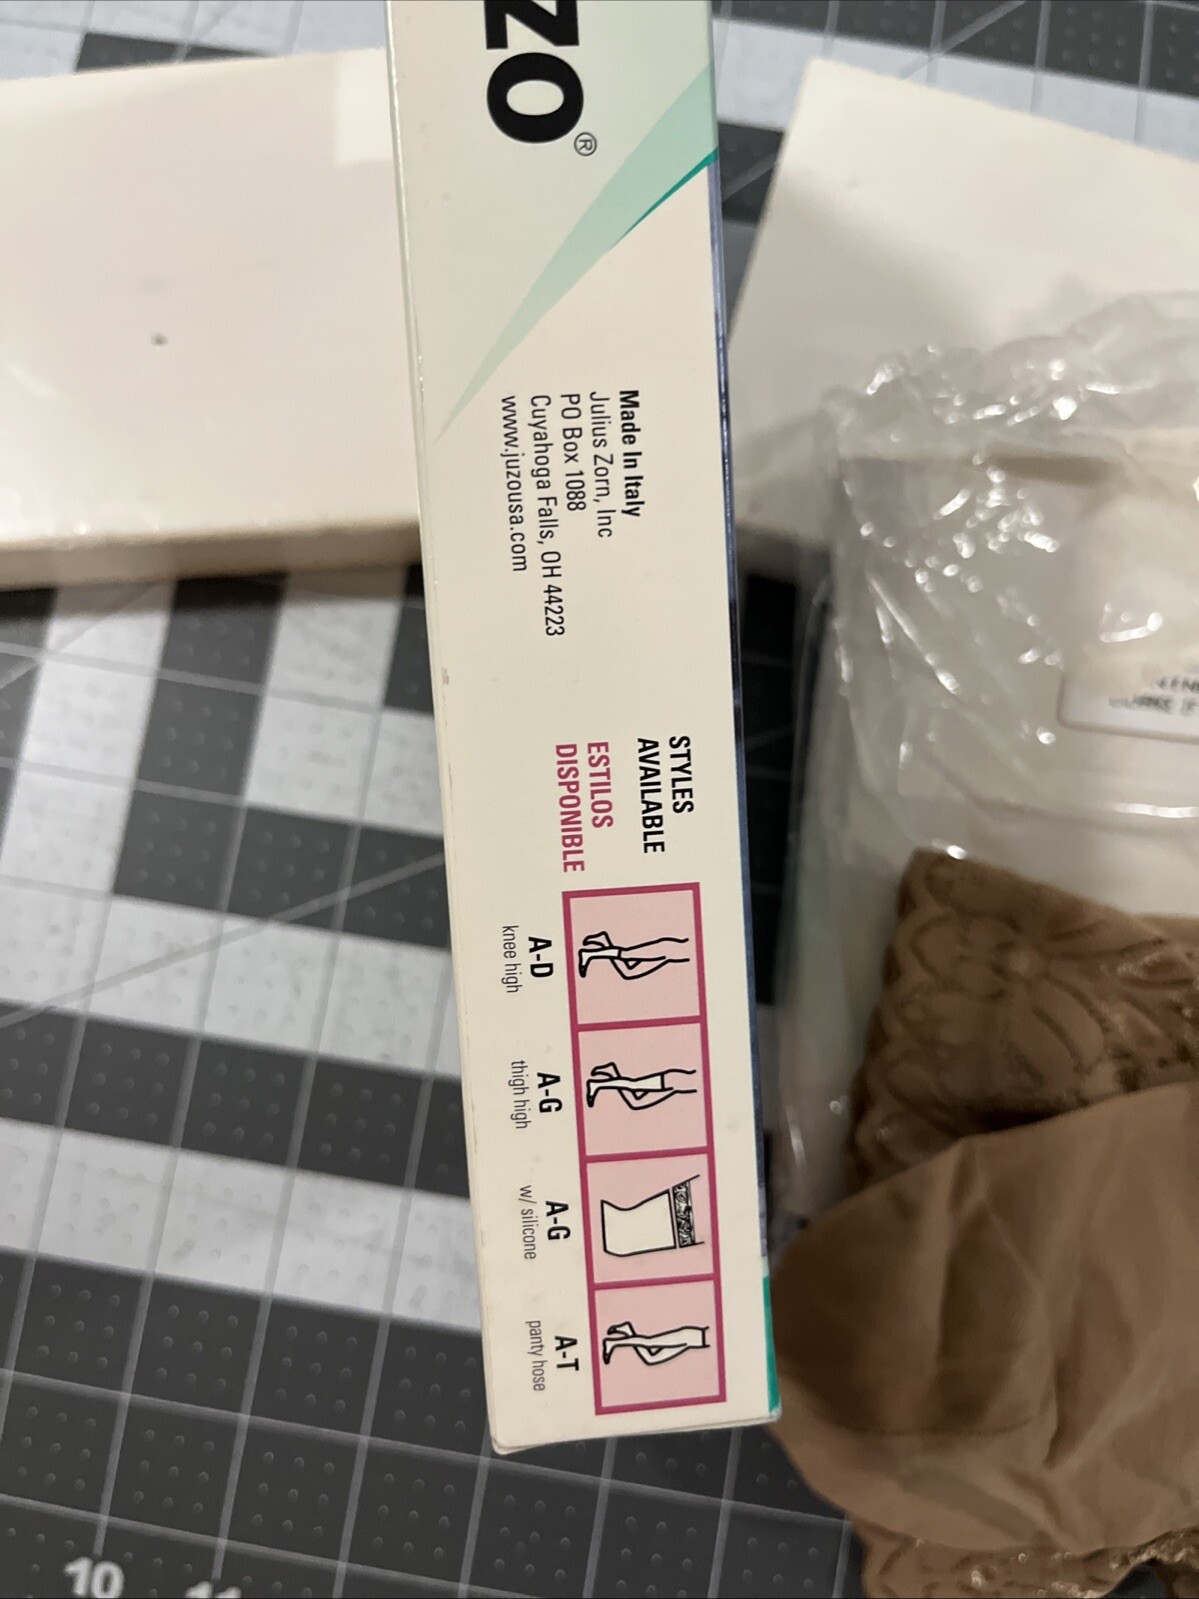 ZO®
Made In Italy
Julius Zorn, Inc
PO Box 1088
Cuyahoga Falls, OH 44223
www.juzousa.com
STYLES
AVAILABLE
ESTILOS
DISPONIBLE
A-D
knee high
A-G
thigh high
A-G
w/ silicone
A-T
panty hose
10
11